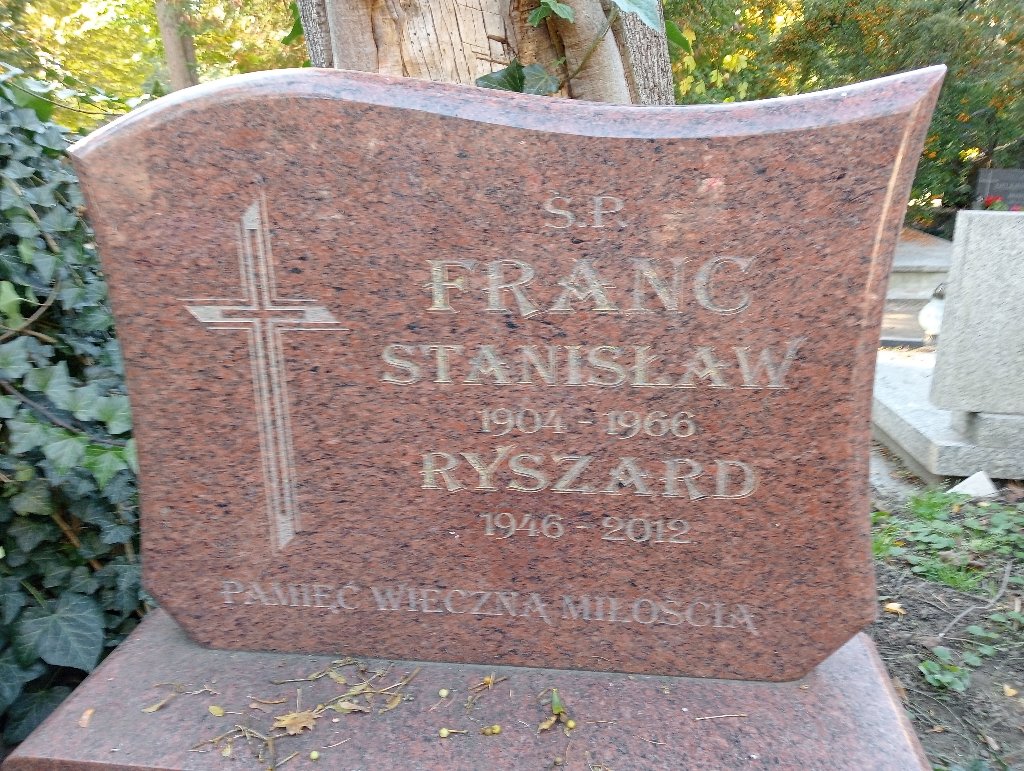 Ś.P.
FRANC
STANISŁAW
1904 - 1966
RYSZARD
1946 - 2012
PAMIĘĆ WIECZNĄ MIŁOŚCIĄ